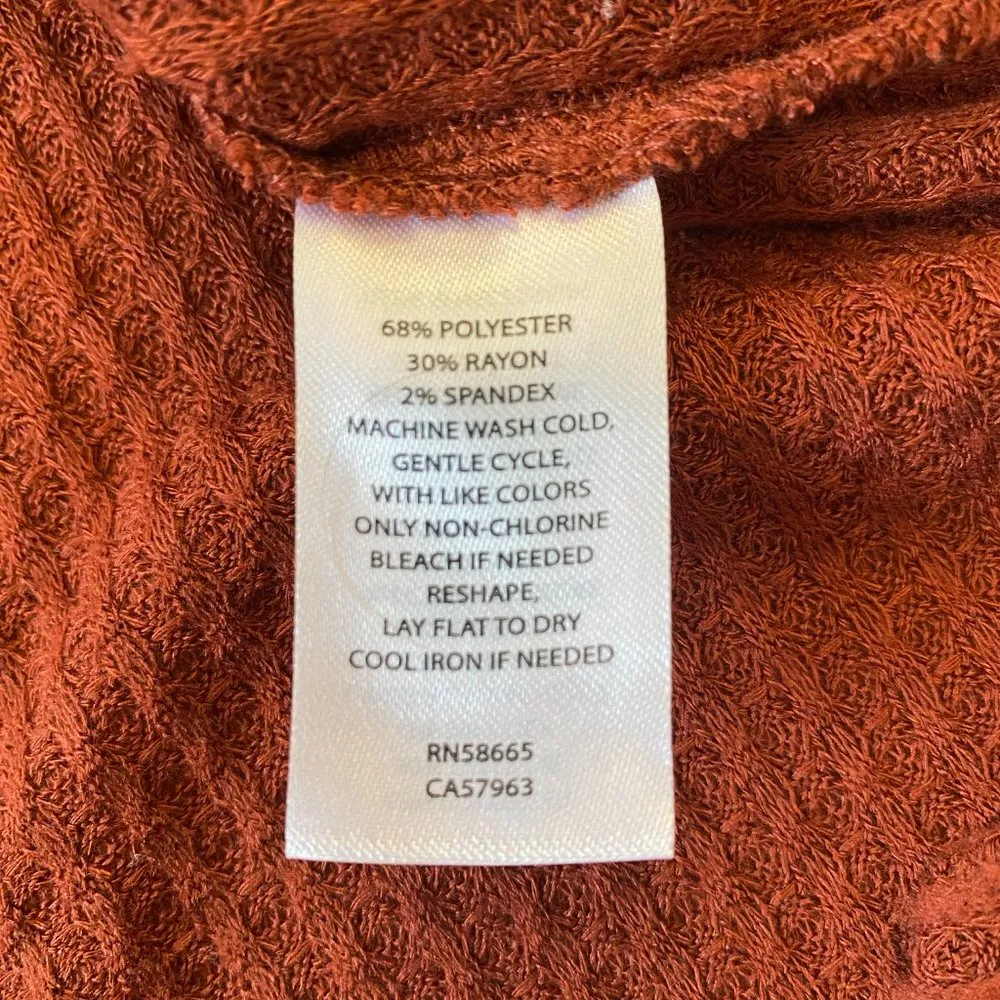 68% POLYESTER
30% RAYON
2% SPANDEX
MACHINE WASH COLD,
GENTLE CYCLE,
WITH LIKE COLORS
ONLY NON-CHLORINE
BLEACH IF NEEDED
RESHAPE,
LAY FLAT TO DRY
COOL IRON IF NEEDED
RN58665
CA57963